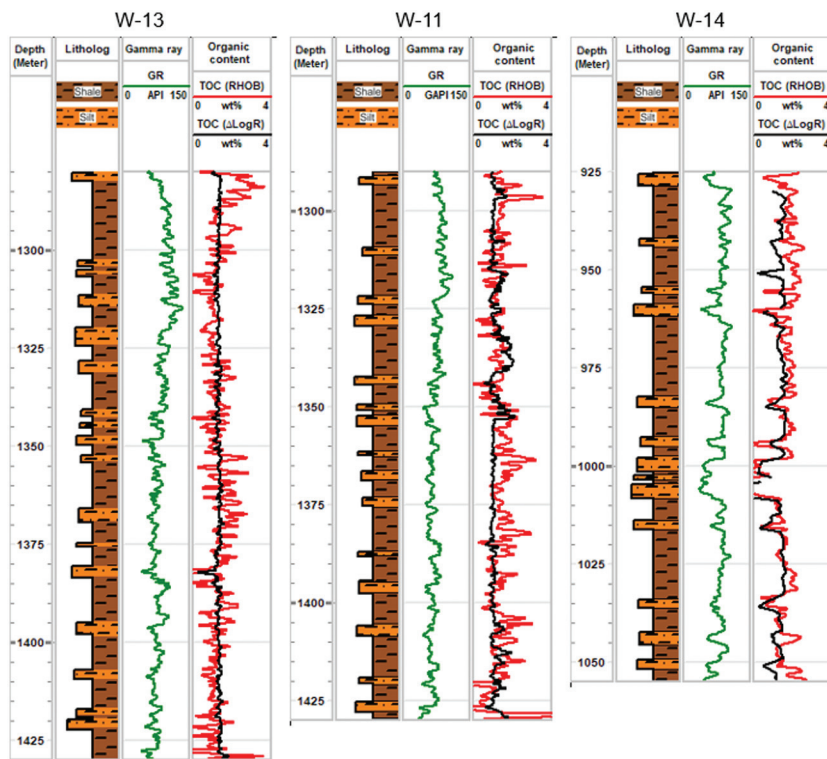 W-13
Depth
(Meter)
Litholog
Gamma ray
Organic
content
Shale
Silt
GR
0 API 150
TOC (RHOB)
0 wt% 4
TOC (ΔLogR)
0 wt% 4
1300
1325
1350
1375
1400
1425
W-11
Depth
(Meter)
Litholog
Gamma ray
Organic
content
Shale
Silt
GR
0 GAPI 150
TOC (RHOB)
0 wt% 4
TOC (ΔLogR)
0 wt% 4
1300
1325
1350
1375
1400
1425
W-14
Depth
(Meter)
Litholog
Gamma ray
Organic
content
Shale
Silt
GR
0 API 150
TOC (RHOB)
0 wt% 4
TOC (ΔLogR)
0 wt% 4
925
950
975
1000
1025
1050